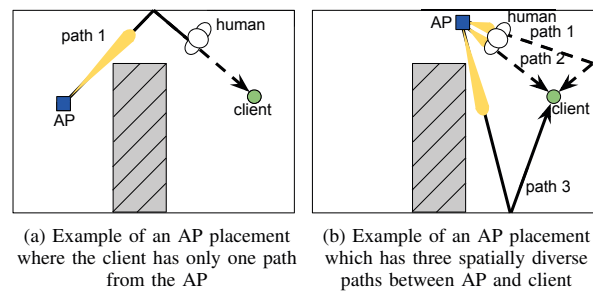 path 1
human
AP
client
(a) Example of an AP placement
where the client has only one path
from the AP
AP
human
path 1
path 2
client
path 3
(b) Example of an AP placement
which has three spatially diverse
paths between AP and client